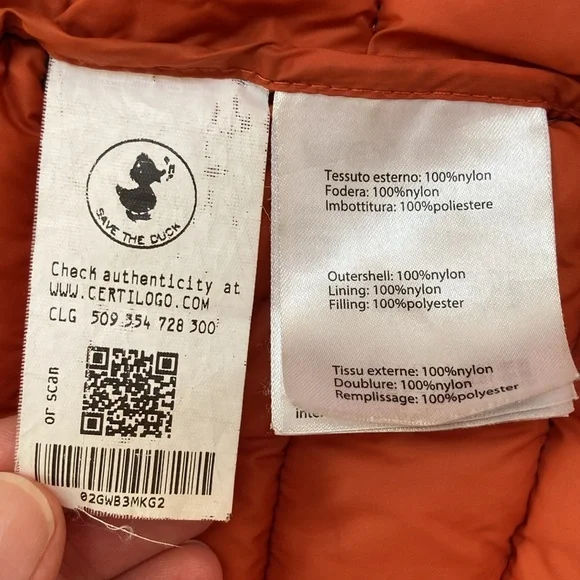 SAVE THE DUCK
Check authenticity at
WWW.CERTILOGO.COM
CLG 509 354 728 300
or scan
02GWB3MKG2
Tessuto esterno: 100%nylon
Fodera: 100%nylon
Imbottitura: 100%poliestere
Outershell: 100%nylon
Lining: 100%nylon
Filling: 100%polyester
Tissu externe: 100%nylon
Doublure: 100%nylon
Remplissage: 100%polyester